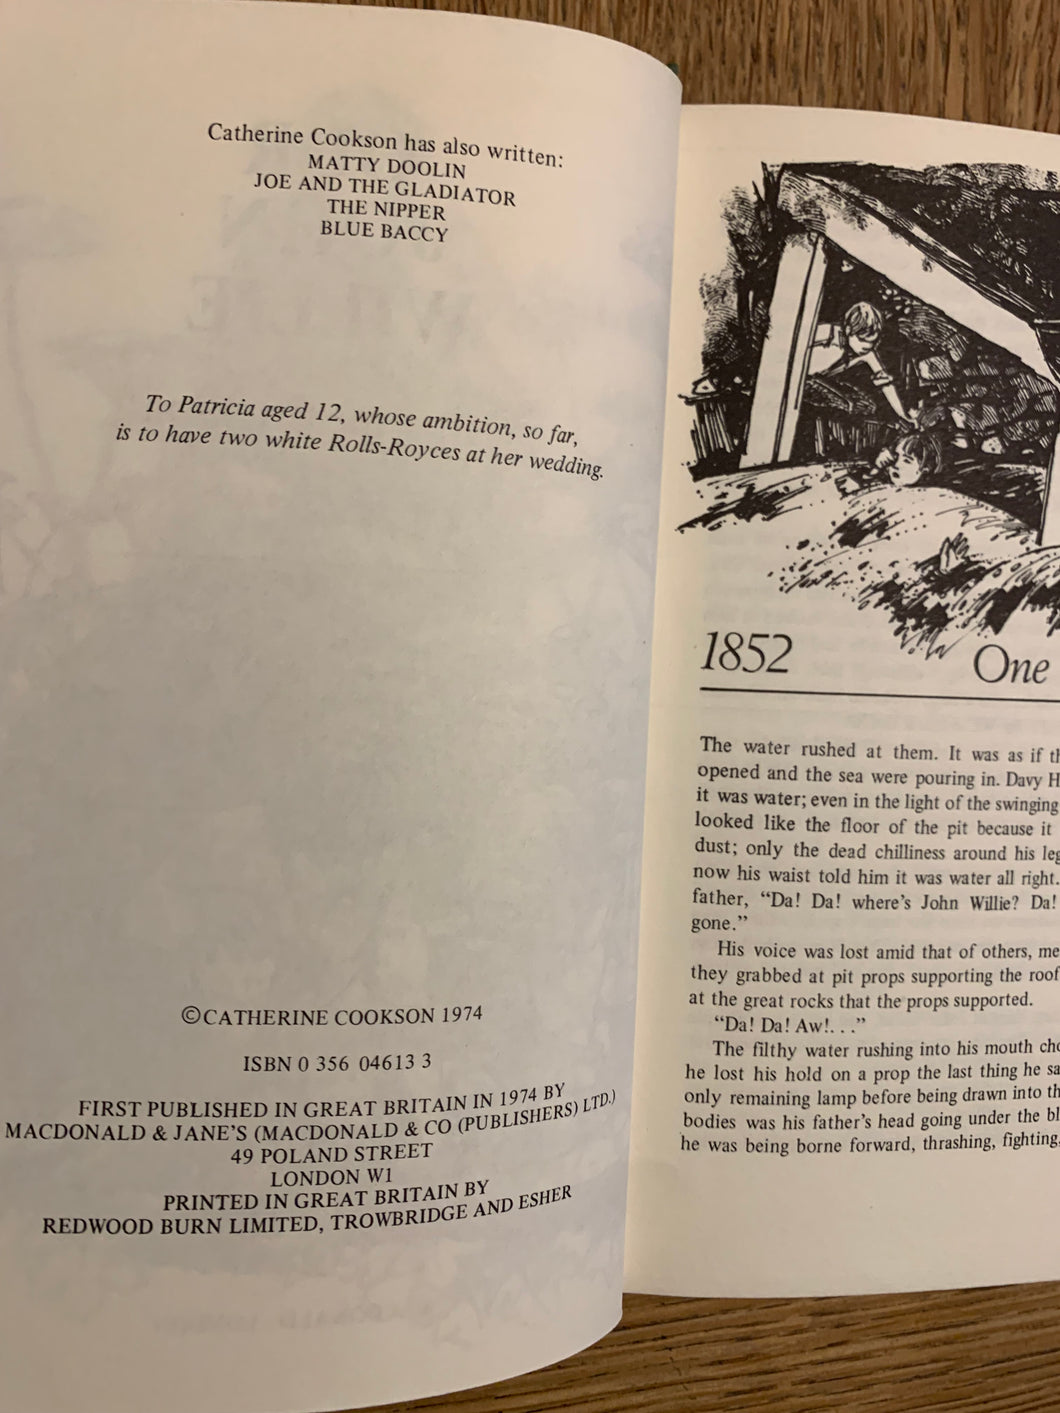 Catherine Cookson has also written:
MATTY DOOLIN
JOE AND THE GLADIATOR
THE NIPPER
BLUE BACCY
To Patricia aged 12, whose ambition, so far,
is to have two white Rolls-Royces at her wedding.
©CATHERINE COOKSON 1974
ISBN 0 356 04613 3
FIRST PUBLISHED IN GREAT BRITAIN IN 1974 BY
MACDONALD & JANE'S (MACDONALD & CO (PUBLISHERS) LTD.)
49 POLAND STREET
LONDON W1
PRINTED IN GREAT BRITAIN BY
REDWOOD BURN LIMITED, TROWBRIDGE AND ESHER
1852 One
The water rushed at them. It was as if
opened and the sea were pouring in. Davy
it was water; even in the light of the swinging
looked like the floor of the pit because it
dust; only the dead chilliness around his
now his waist told him it was water all right.
father, “Da! Da! where's John Willie? Da!
gone.”
His voice was lost amid that of others,
they grabbed at pit props supporting the roof
at the great rocks that the props supported.
“Da! Da! Aw!. . .”
The filthy water rushing into his mouth
he lost his hold on a prop the last thing he
only remaining lamp before being drawn into
bodies was his father's head going under the
he was being borne forward, thrashing, fighting,